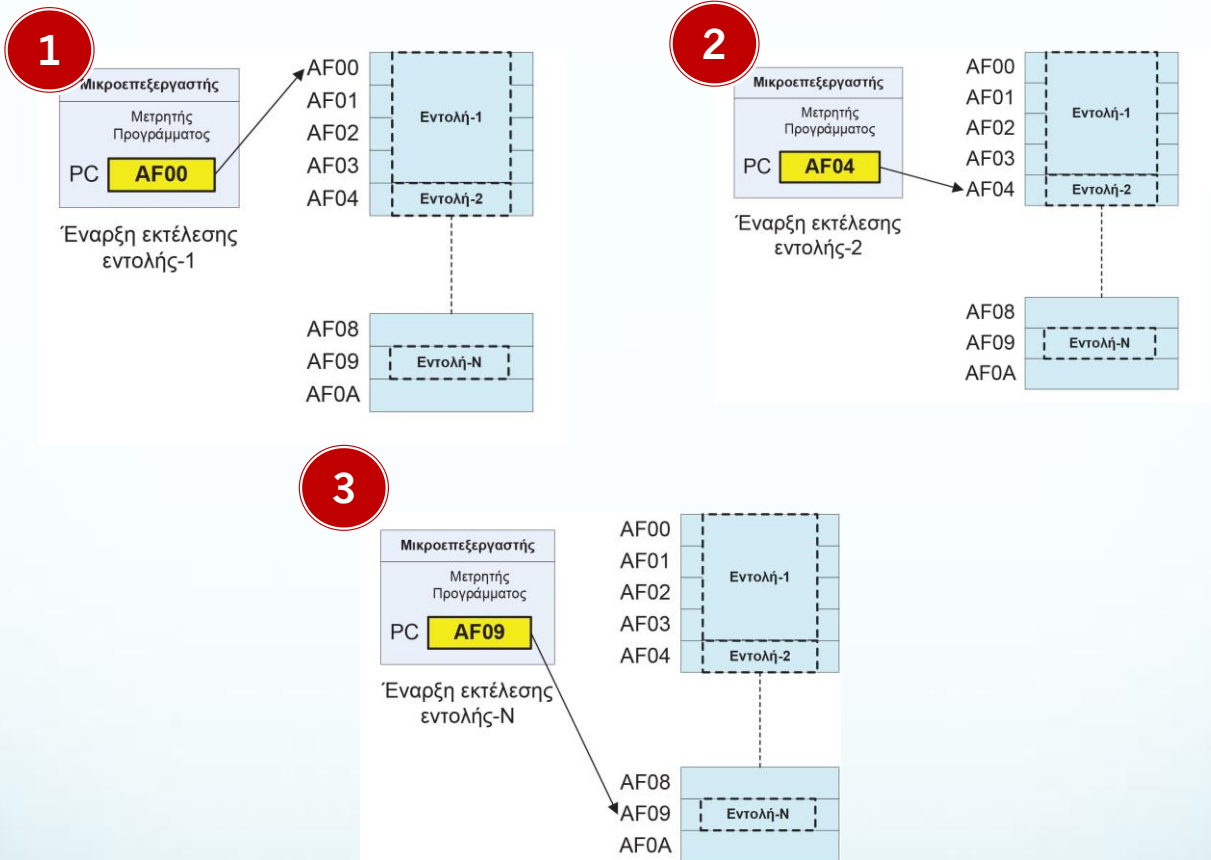 1
Μικροεπεξεργαστής
Μετρητής
Προγράμματος
PC AF00
Έναρξη εκτέλεσης
εντολής-1
AF00
AF01
AF02
AF03
AF04
Εντολή-1
Εντολή-2
AF08
AF09
AF0A
Εντολή-N
2
Μικροεπεξεργαστής
Μετρητής
Προγράμματος
PC AF04
Έναρξη εκτέλεσης
εντολής-2
AF00
AF01
AF02
AF03
AF04
Εντολή-1
Εντολή-2
AF08
AF09
AF0A
Εντολή-N
3
Μικροεπεξεργαστής
Μετρητής
Προγράμματος
PC AF09
Έναρξη εκτέλεσης
εντολής-N
AF00
AF01
AF02
AF03
AF04
Εντολή-1
Εντολή-2
AF08
AF09
AF0A
Εντολή-N